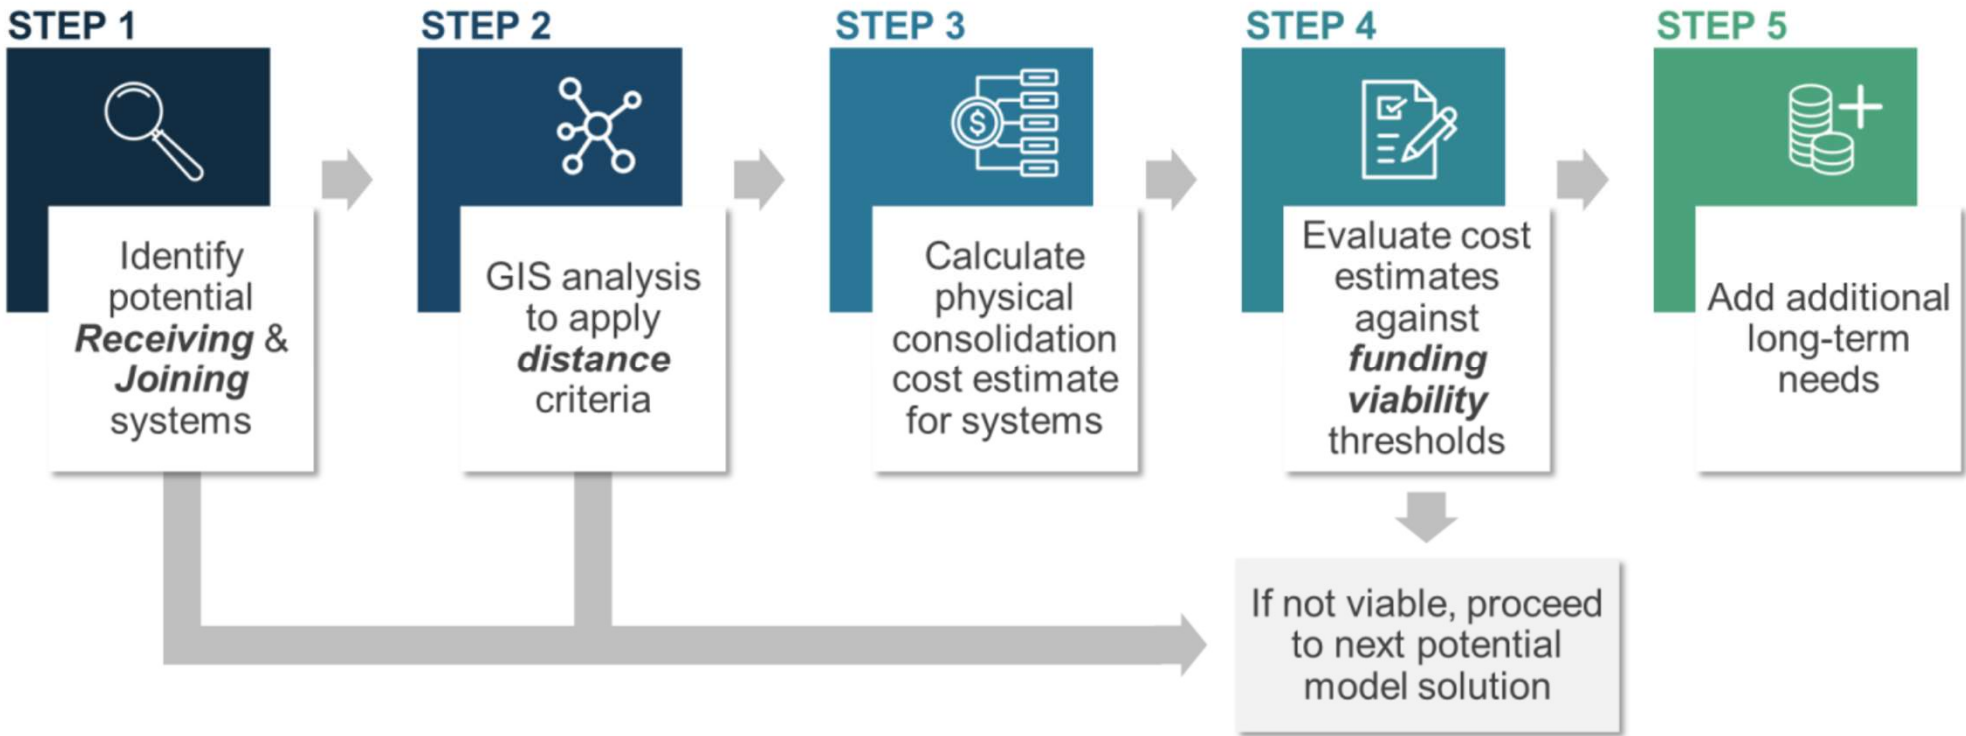 STEP 1
Identify
potential
Receiving &
Joining
systems
STEP 2
GIS analysis
to apply
distance
criteria
STEP 3
$
Calculate
physical
consolidation
cost estimate
for systems
STEP 4
Evaluate cost
estimates
against
funding
viability
thresholds
STEP 5
Add additional
long-term
needs
If not viable, proceed
to next potential
model solution